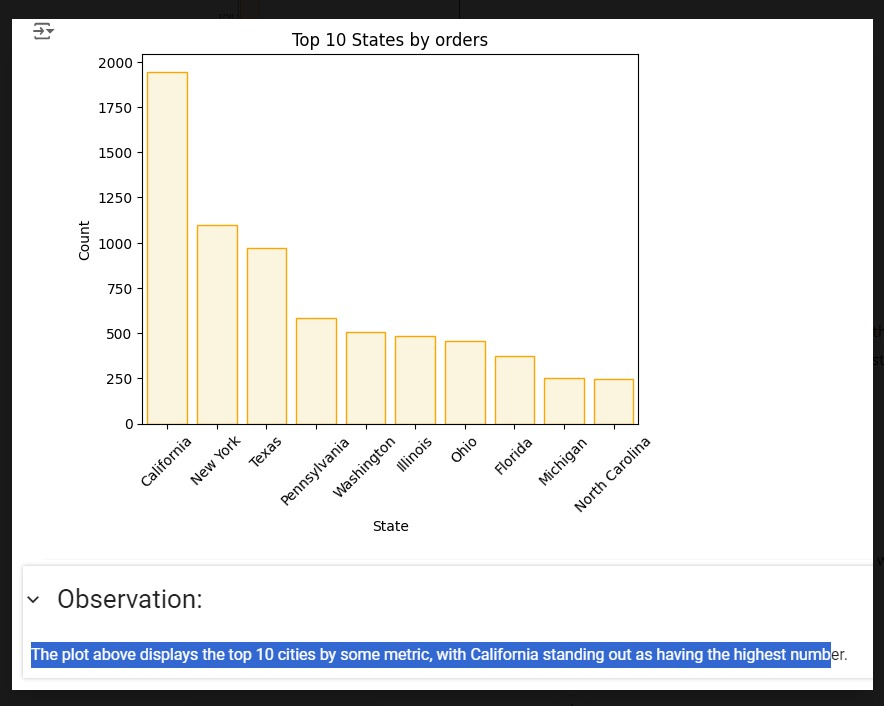 Top 10 States by orders
2000
1750
1500
1250
1000
750
500
250
0
Count
California
New York
Texas
Pennsylvania
Washington
Illinois
Ohio
Florida
Michigan
North Carolina
State
Observation:
The plot above displays the top 10 cities by some metric, with California standing out as having the highest number.